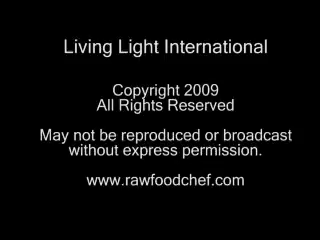 Living Light International
Copyright 2009
All Rights Reserved
May not be reproduced or broadcast
without express permission.
www.rawfoodchef.com